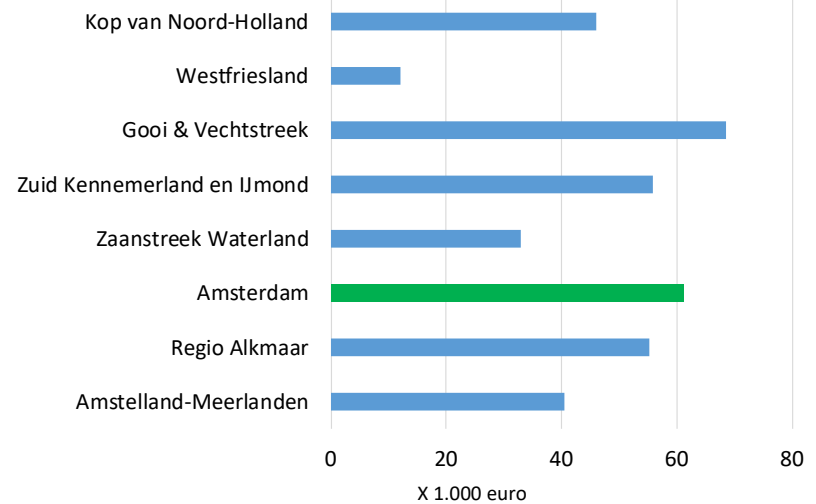 Kop van Noord-Holland
Westfriesland
Gooi & Vechtstreek
Zuid Kennemerland en IJmond
Zaanstreek Waterland
Amsterdam
Regio Alkmaar
Amstelland-Meerlanden
0 20 40 60 80
X 1.000 euro